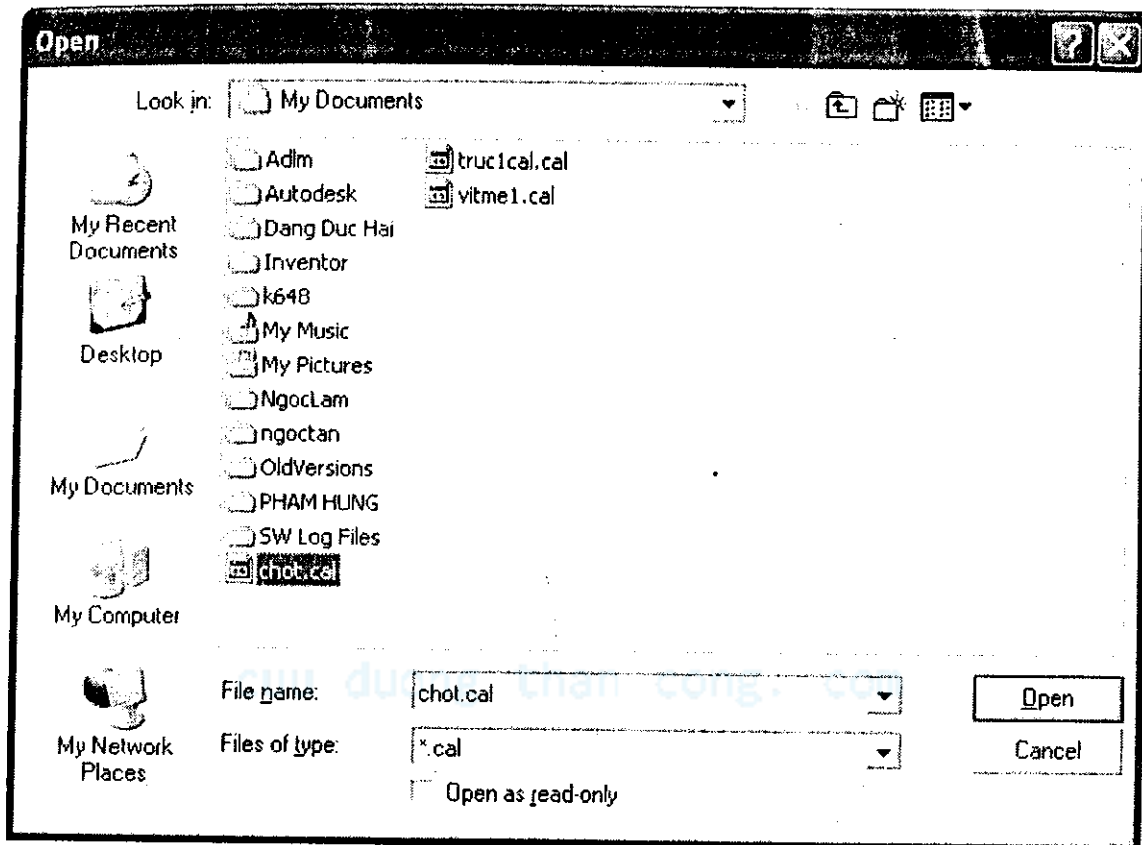 Open
Look in: My Documents
Adlm
Autodesk
Dang Duc Hai
Inventor
k648
My Music
My Pictures
NgocLam
ngoctan
OldVersions
PHAM HUNG
SW Log Files
chot.cal
truc1cal.cal
vitme1.cal
My Recent
Documents
Desktop
My Documents
My Computer
My Network
Places
cuu duong than cong. com
File name: chot.cal
Open
Files of type: *.cal
Cancel
Open as read-only